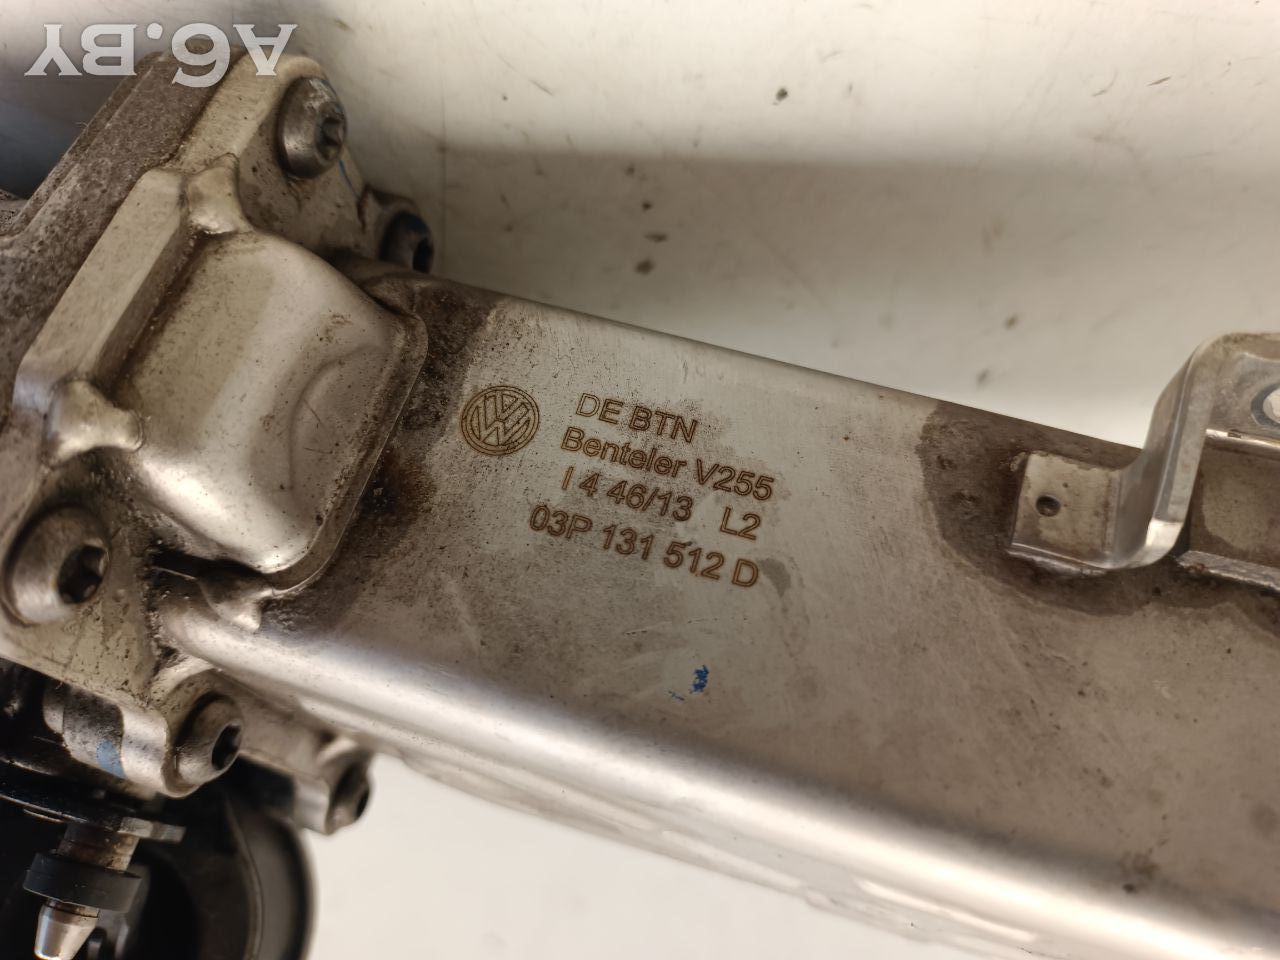 A6.BY
DE BTN
Benteler V255
I 4 46/13 L2
03P 131 512 D